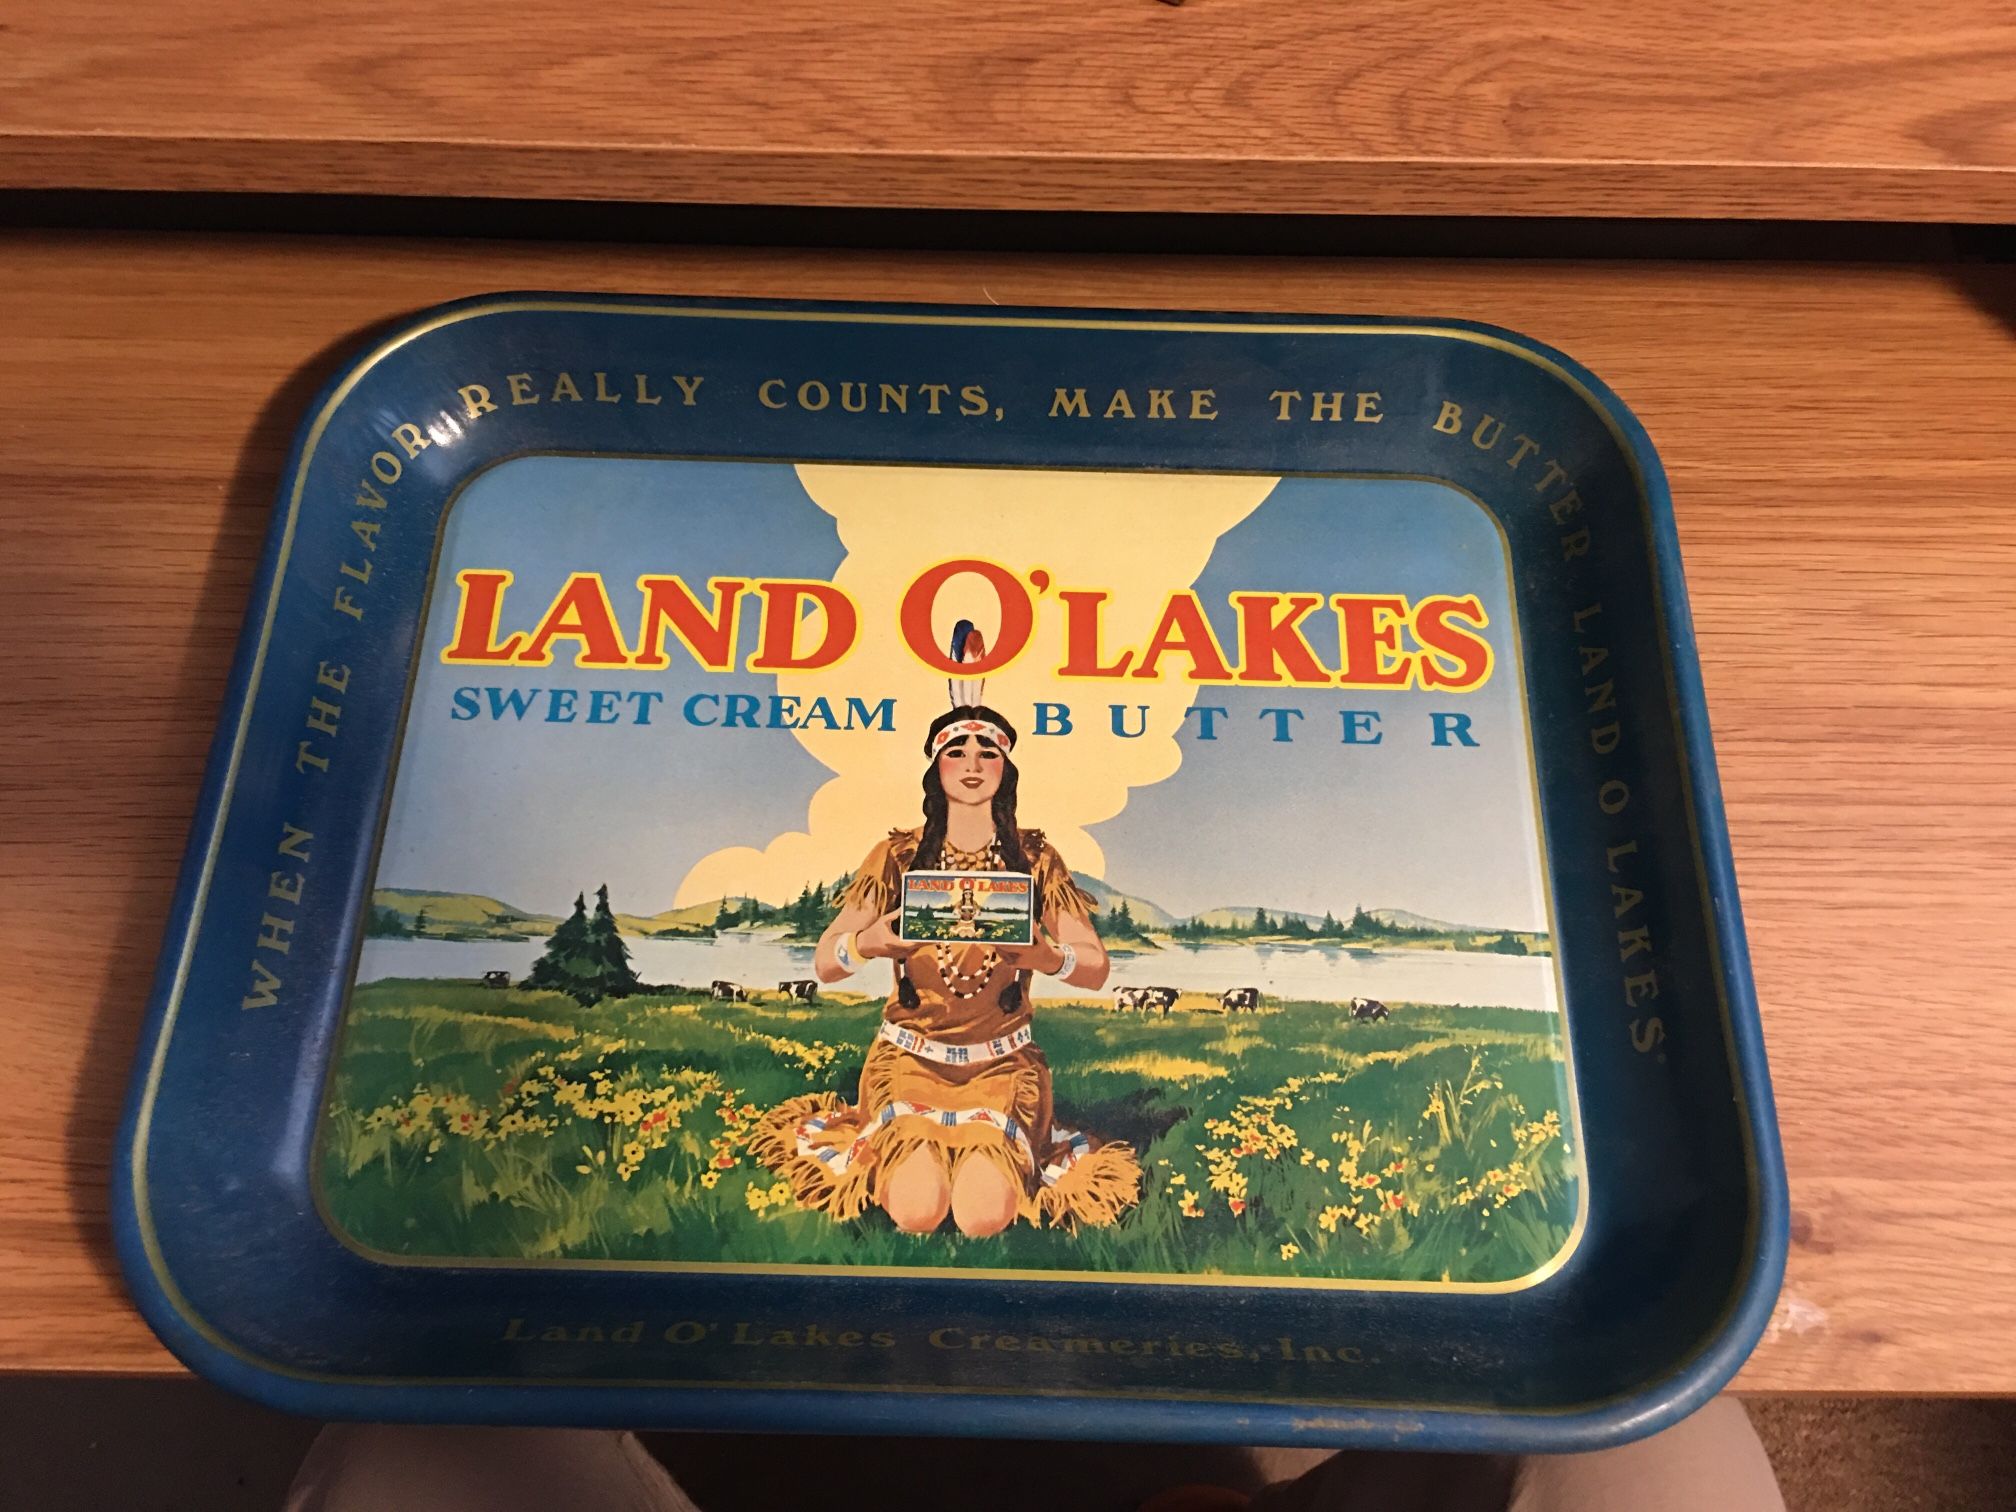 WHEN THE FLAVOR REALLY COUNTS, MAKE THE BUTTER LAND O LAKES.
LAND O'LAKES
SWEET CREAM BUTTER
LAND O LAKES
Land O' Lakes Creameries, Inc.